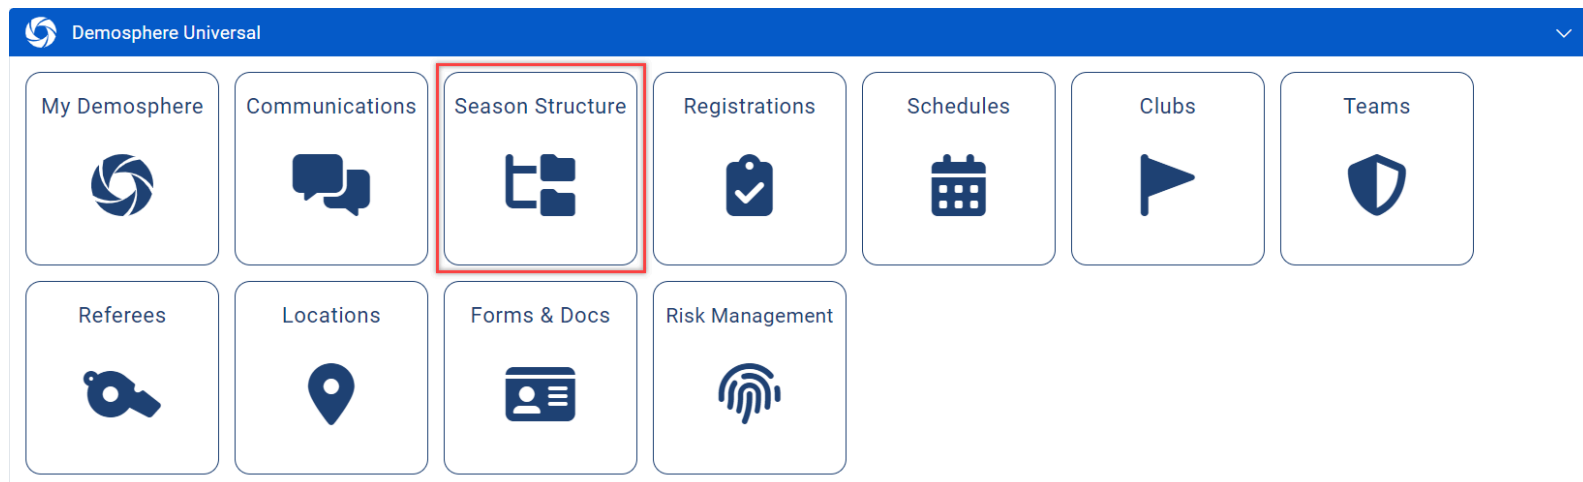 Demosphere Universal
My Demosphere
Communications
Season Structure
Registrations
Schedules
Clubs
Teams
Referees
Locations
Forms & Docs
Risk Management